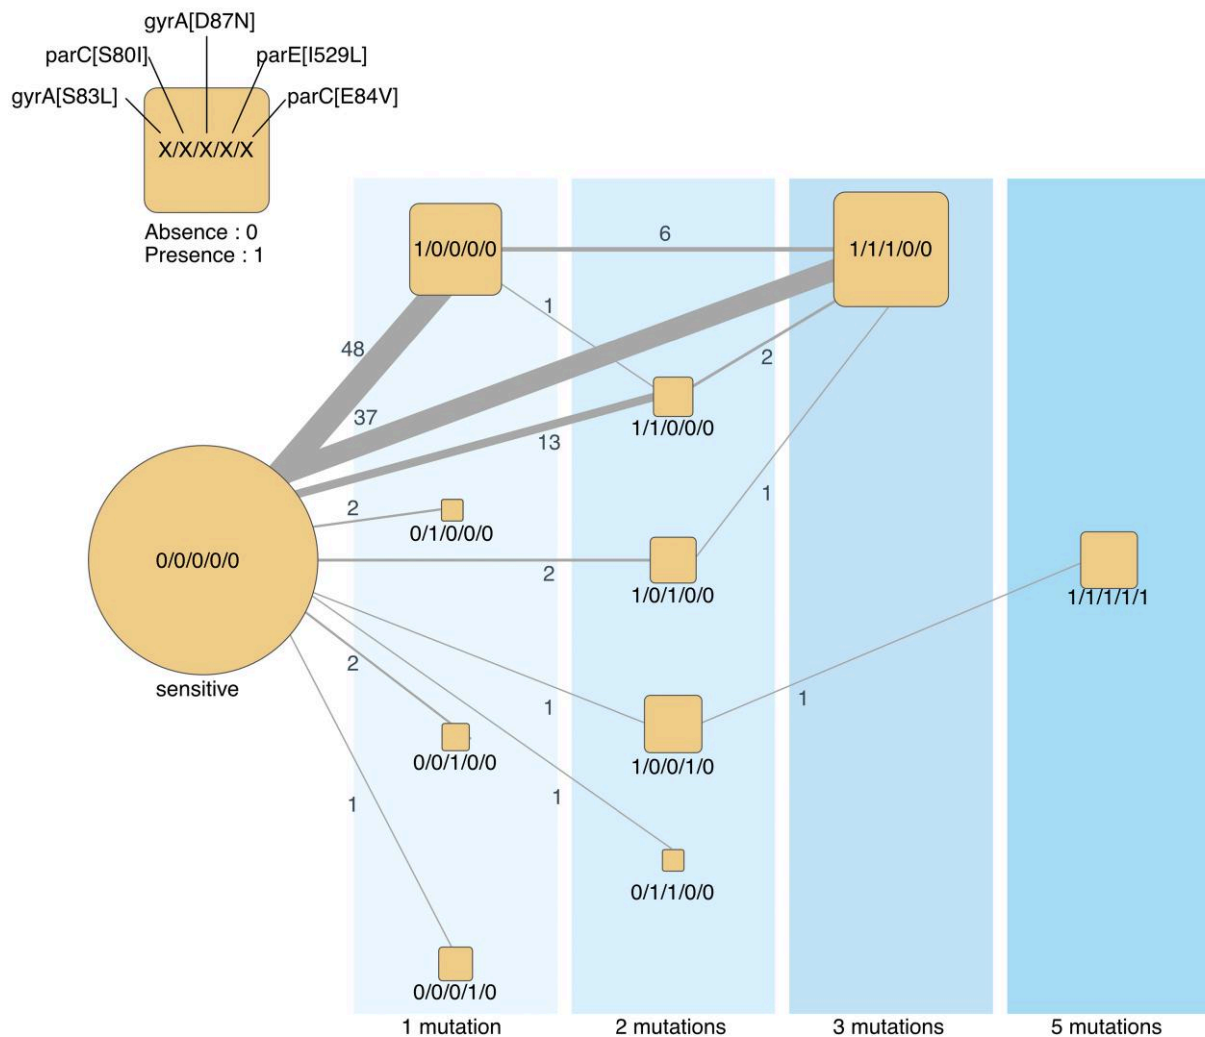 gyrA[D87N]
parC[S80I]
parE[I529L]
gyrA[S83L]
parC[E84V]
X/X/X/X/X
Absence : 0
Presence : 1
1/0/0/0/0
6
1/1/1/0/0
1
48
2
37
1/1/0/0/0
13
1
2
0/1/0/0/0
0/0/0/0/0
2
1/0/1/0/0
1/1/1/1/1
sensitive
2
1
1
0/0/1/0/0
1/0/0/1/0
1
1
0/1/1/0/0
0/0/0/1/0
1 mutation
2 mutations
3 mutations
5 mutations